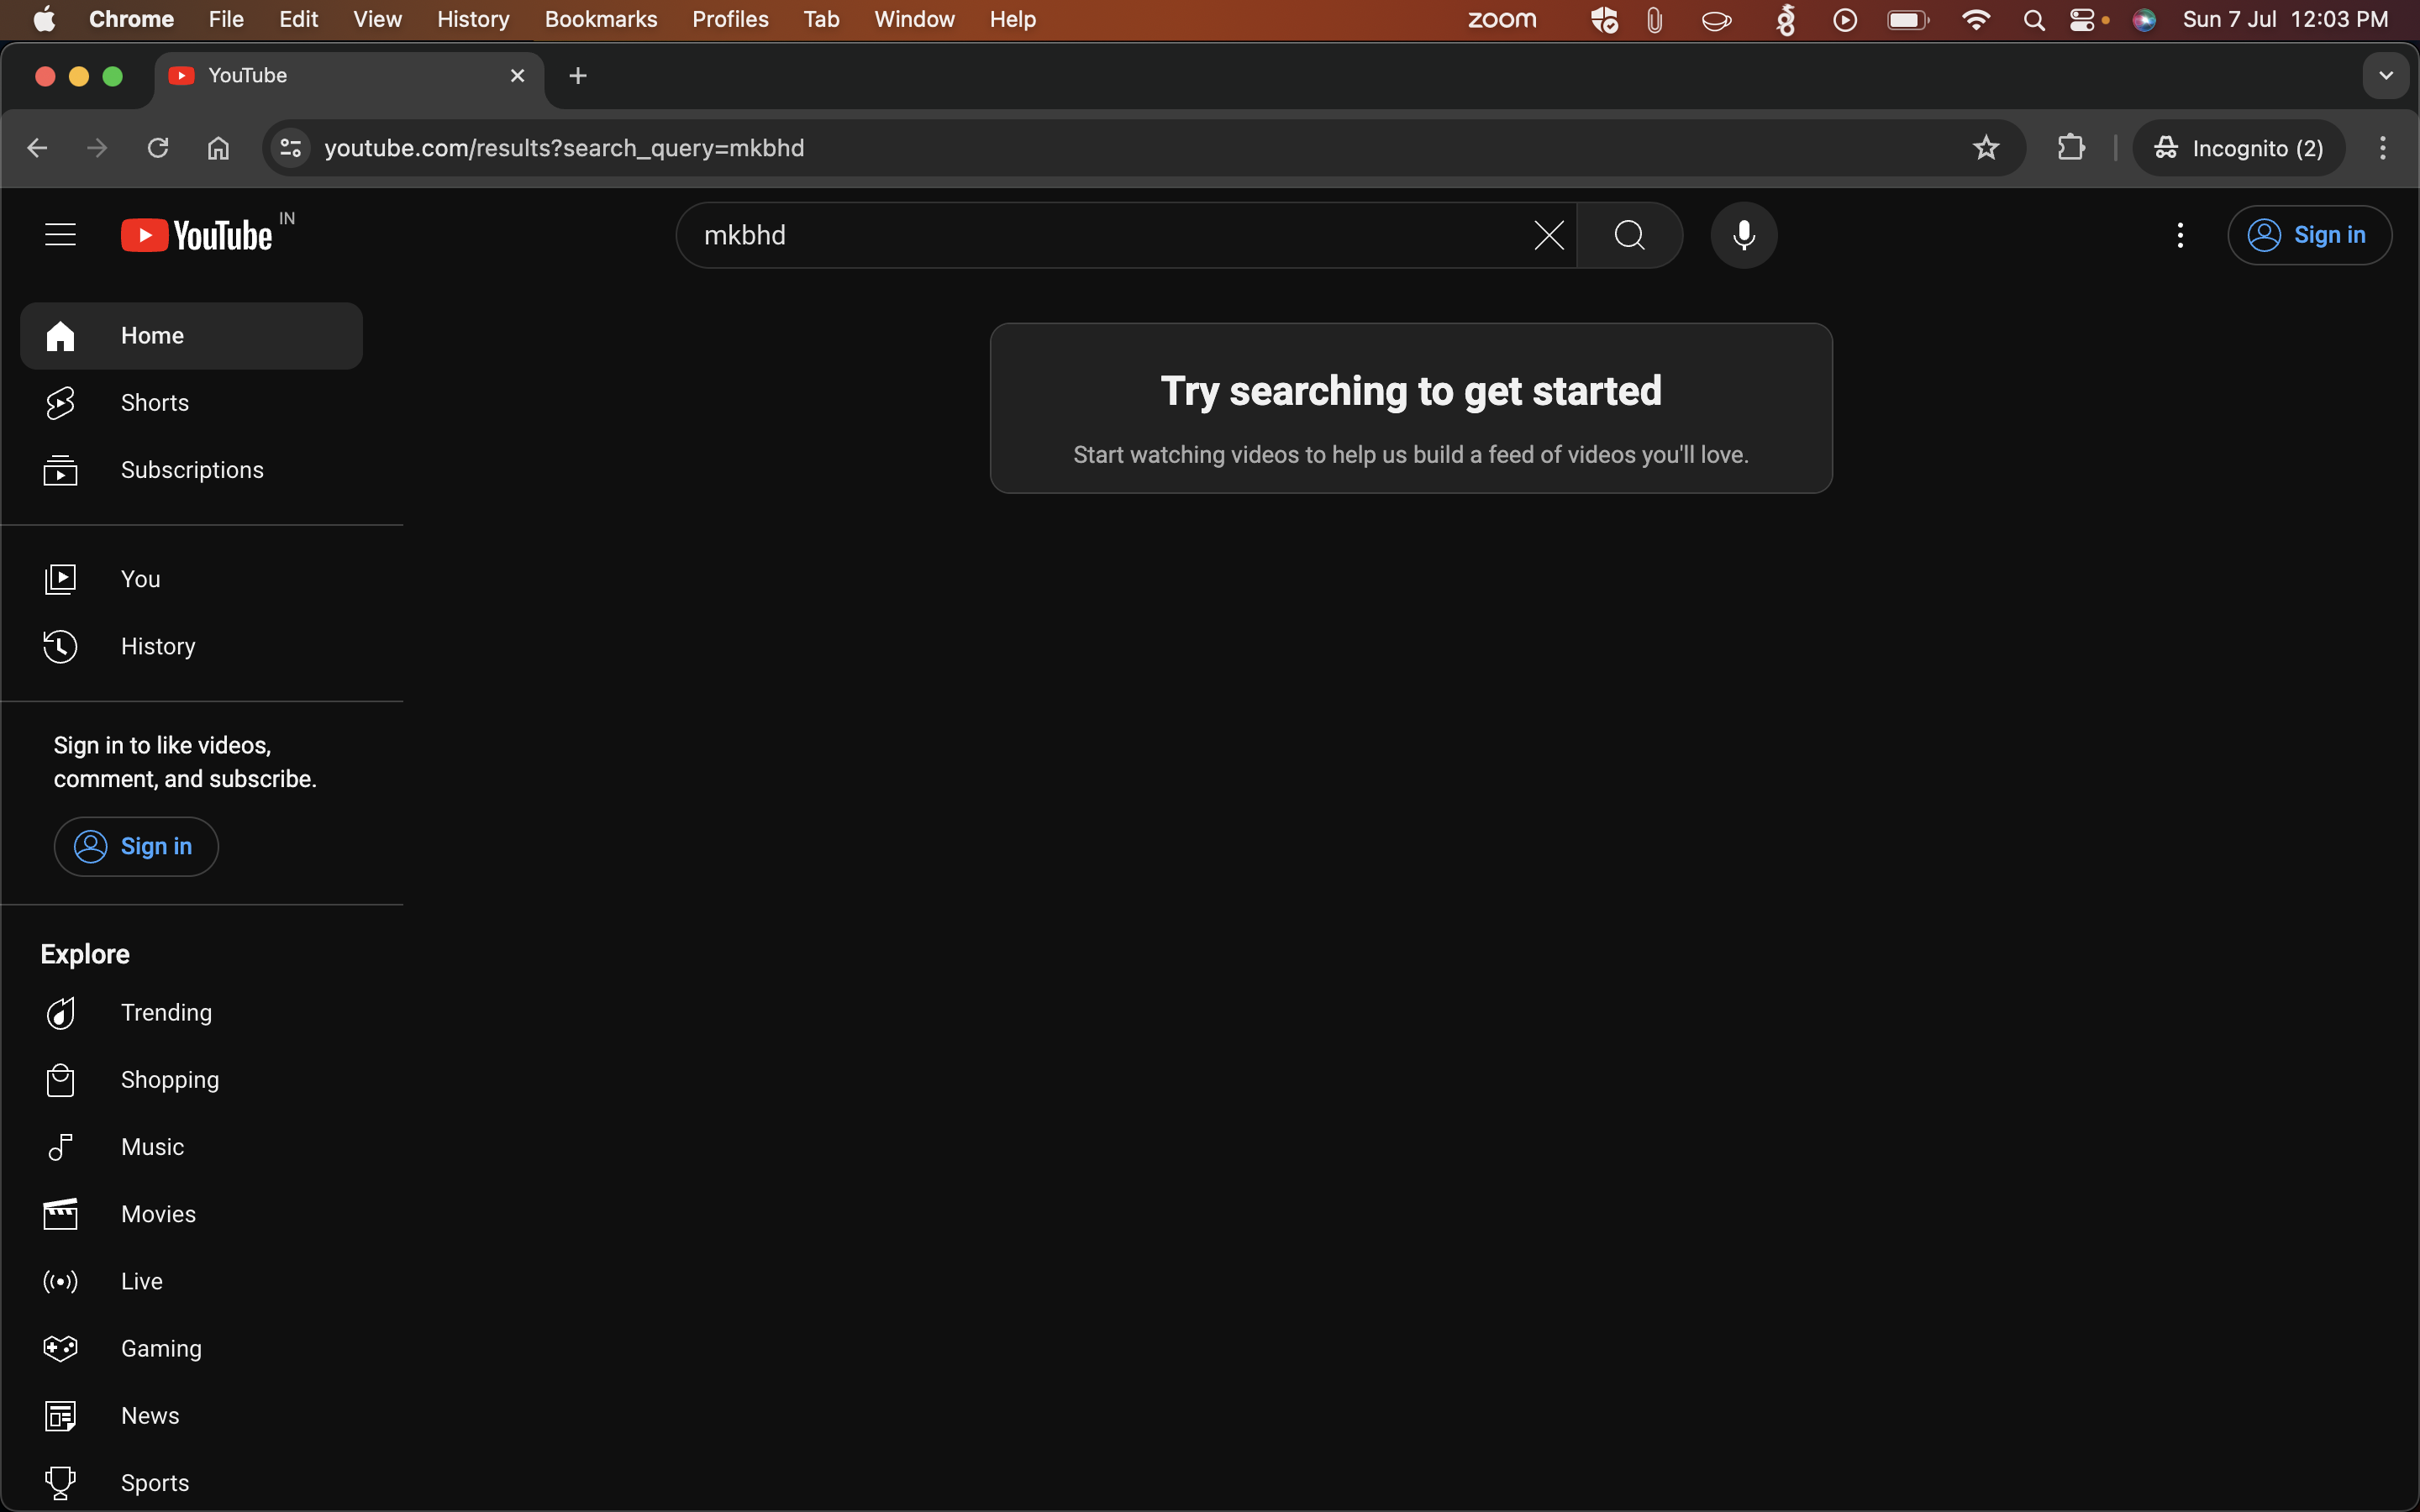 Chrome File Edit View History Bookmarks Profiles Tab Window Help zoom Sun 7 Jul 12:03 PM
YouTube
youtube.com/results?search_query=mkbhd
Incognito (2)
YouTube IN
mkbhd
Sign in
Home
Shorts
Subscriptions
You
History
Sign in to like videos,
comment, and subscribe.
Sign in
Explore
Trending
Shopping
Music
Movies
Live
Gaming
News
Sports
Try searching to get started
Start watching videos to help us build a feed of videos you'll love.